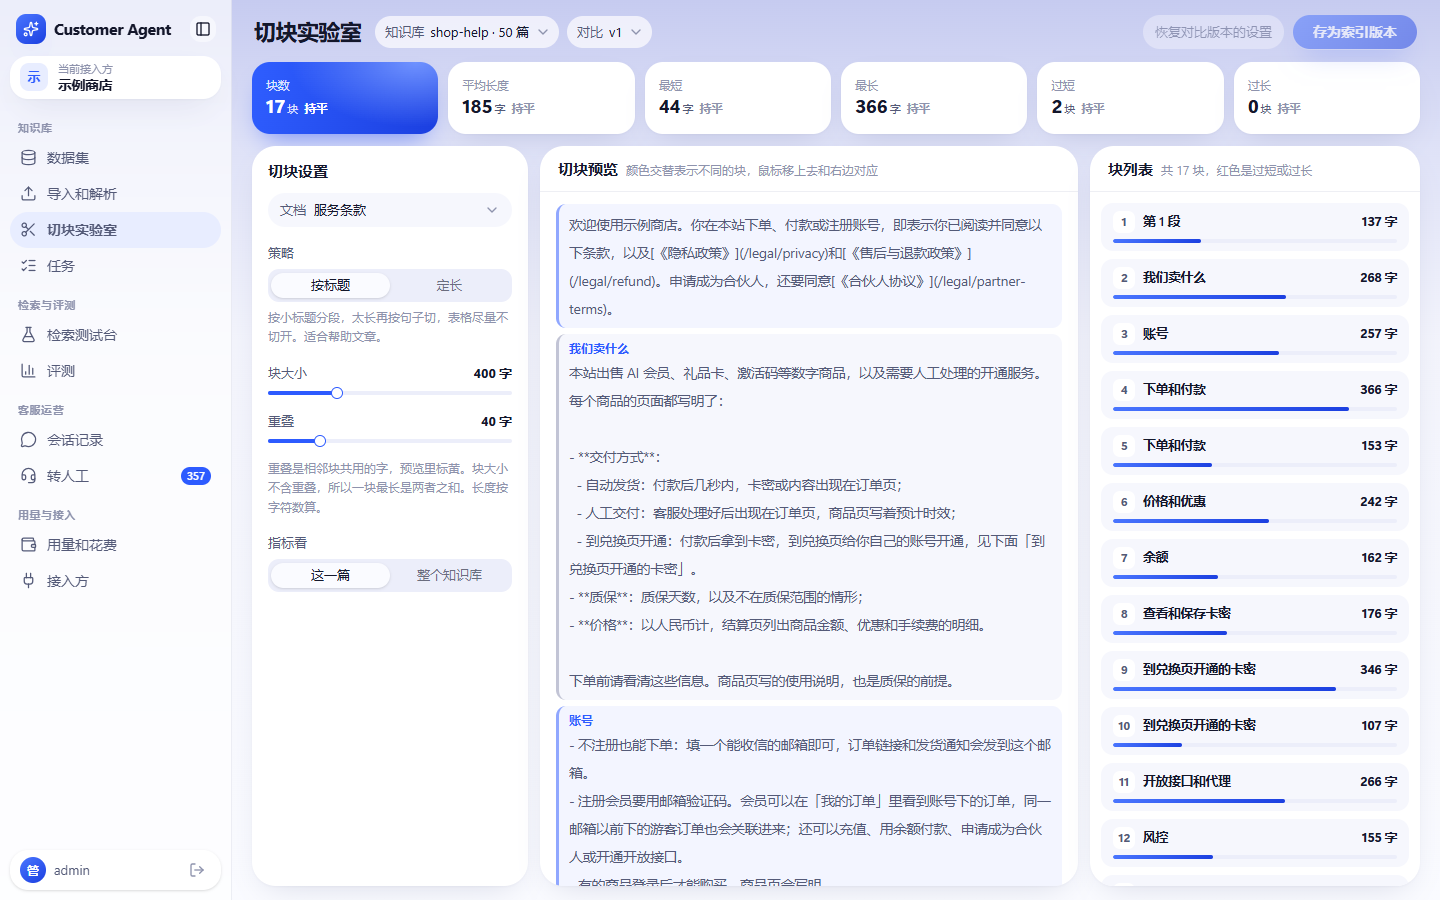 Customer Agent
示
当前接入方
示例商店
知识库
数据集
导入和解析
切块实验室
任务
检索与评测
检索测试台
评测
客服运营
会话记录
转人工
357
用量与接入
用量和花费
接入方
管
admin
切块实验室
知识库 shop-help · 50 篇
对比 v1
恢复对比版本的设置
存为索引版本
块数
17 块 持平
平均长度
185 字 持平
最短
44 字 持平
最长
366 字 持平
过短
2 块 持平
过长
0 块 持平
切块设置
文档 服务条款
策略
按标题
定长
按小标题分段，太长再按句子切，表格尽量不
切开。适合帮助文章。
块大小
400 字
重叠
40 字
重叠是相邻块共用的字，预览里标黄。块大小
不含重叠，所以一块最长是两者之和。长度按
字符数算。
指标看
这一篇
整个知识库
切块预览 颜色交替表示不同的块，鼠标移上去和右边对应
欢迎使用示例商店。你在本站下单、付款或注册账号，即表示你已阅读并同意以
下条款，以及[《隐私政策》](/legal/privacy)和[《售后与退款政策》]
(/legal/refund)。申请成为合伙人，还要同意[《合伙人协议》](/legal/partner-
terms)。
我们卖什么
本站出售 AI 会员、礼品卡、激活码等数字商品，以及需要人工处理的开通服务。
每个商品的页面都写明了：
- **交付方式**：
- 自动发货：付款后几秒内，卡密或内容出现在订单页；
- 人工交付：客服处理好后出现在订单页，商品页写着预计时效；
- 到兑换页开通：付款后拿到卡密，到兑换页给你自己的账号开通，见下面「到
兑换页开通的卡密」。
- **质保**：质保天数，以及不在质保范围的情形；
- **价格**：以人民币计，结算页列出商品金额、优惠和手续费的明细。
下单前请看清这些信息。商品页写的使用说明，也是质保的前提。
账号
- 不注册也能下单：填一个能收信的邮箱即可，订单链接和发货通知会发到这个邮
箱。
- 注册会员要用邮箱验证码。会员可以在「我的订单」里看到账号下的订单，同一
邮箱以前下的游客订单也会关联进来；还可以充值、用余额付款、申请成为合伙
人或开通开放接口。
- 有的商品登录后才能购买，商品页会写明
块列表 共 17 块，红色是过短或过长
1 第 1 段 137 字
2 我们卖什么 268 字
3 账号 257 字
4 下单和付款 366 字
5 下单和付款 153 字
6 价格和优惠 242 字
7 余额 162 字
8 查看和保存卡密 176 字
9 到兑换页开通的卡密 346 字
10 到兑换页开通的卡密 107 字
11 开放接口和代理 266 字
12 风控 155 字